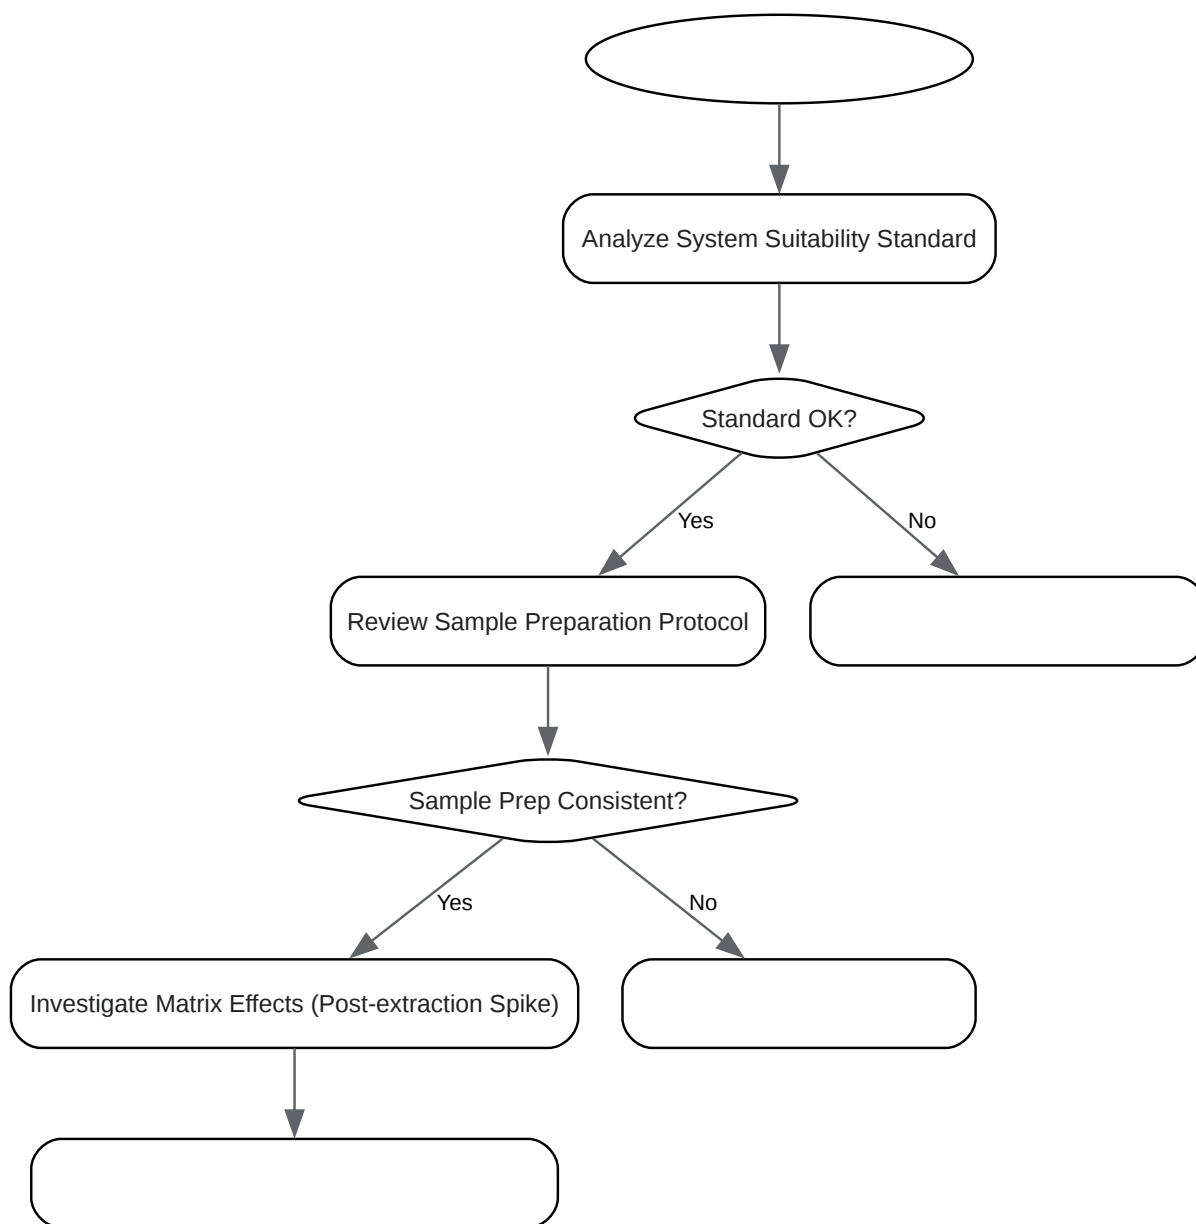 Analyze System Suitability Standard
Standard OK?
Yes
No
Review Sample Preparation Protocol
Sample Prep Consistent?
Yes
No
Investigate Matrix Effects (Post-extraction Spike)